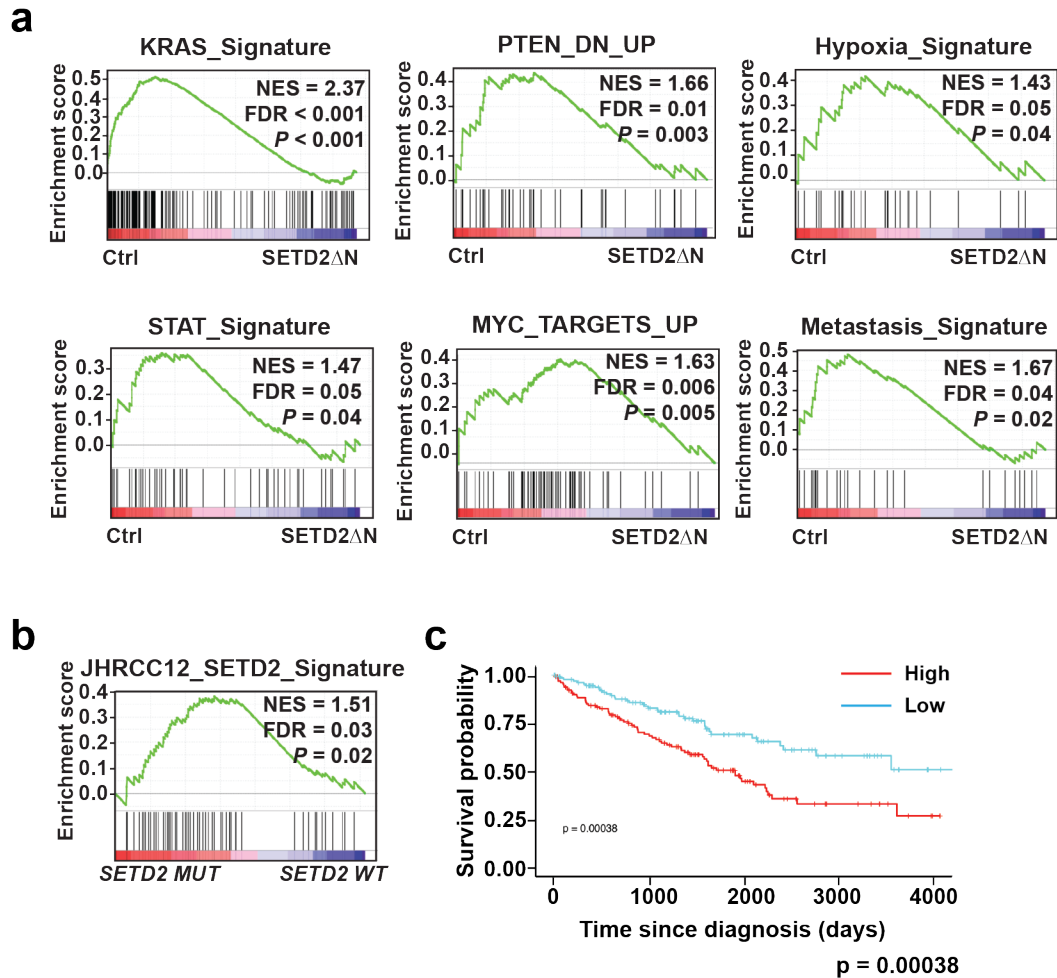 a
KRAS_Signature
Enrichment score
0.5
0.4
0.3
0.2
0.1
0.0
NES = 2.37
FDR < 0.001
P < 0.001
Ctrl
SETD2ΔN
PTEN_DN_UP
Enrichment score
0.4
0.3
0.2
0.1
0.0
NES = 1.66
FDR = 0.01
P = 0.003
Ctrl
SETD2ΔN
Hypoxia_Signature
Enrichment score
0.4
0.3
0.2
0.1
0.0
NES = 1.43
FDR = 0.05
P = 0.04
Ctrl
SETD2ΔN
STAT_Signature
Enrichment score
0.3
0.2
0.1
0.0
NES = 1.47
FDR = 0.05
P = 0.04
Ctrl
SETD2ΔN
MYC_TARGETS_UP
Enrichment score
0.4
0.3
0.2
0.1
0.0
NES = 1.63
FDR = 0.006
P = 0.005
Ctrl
SETD2ΔN
Metastasis_Signature
Enrichment score
0.5
0.4
0.3
0.2
0.1
0.0
NES = 1.67
FDR = 0.04
P = 0.02
Ctrl
SETD2ΔN
b
JHRCC12_SETD2_Signature
Enrichment score
0.4
0.3
0.2
0.1
0.0
NES = 1.51
FDR = 0.03
P = 0.02
SETD2 MUT
SETD2 WT
c
Survival probability
1.00
0.75
0.50
0.25
0.00
High
Low
p = 0.00038
0 1000 2000 3000 4000
Time since diagnosis (days)
p = 0.00038